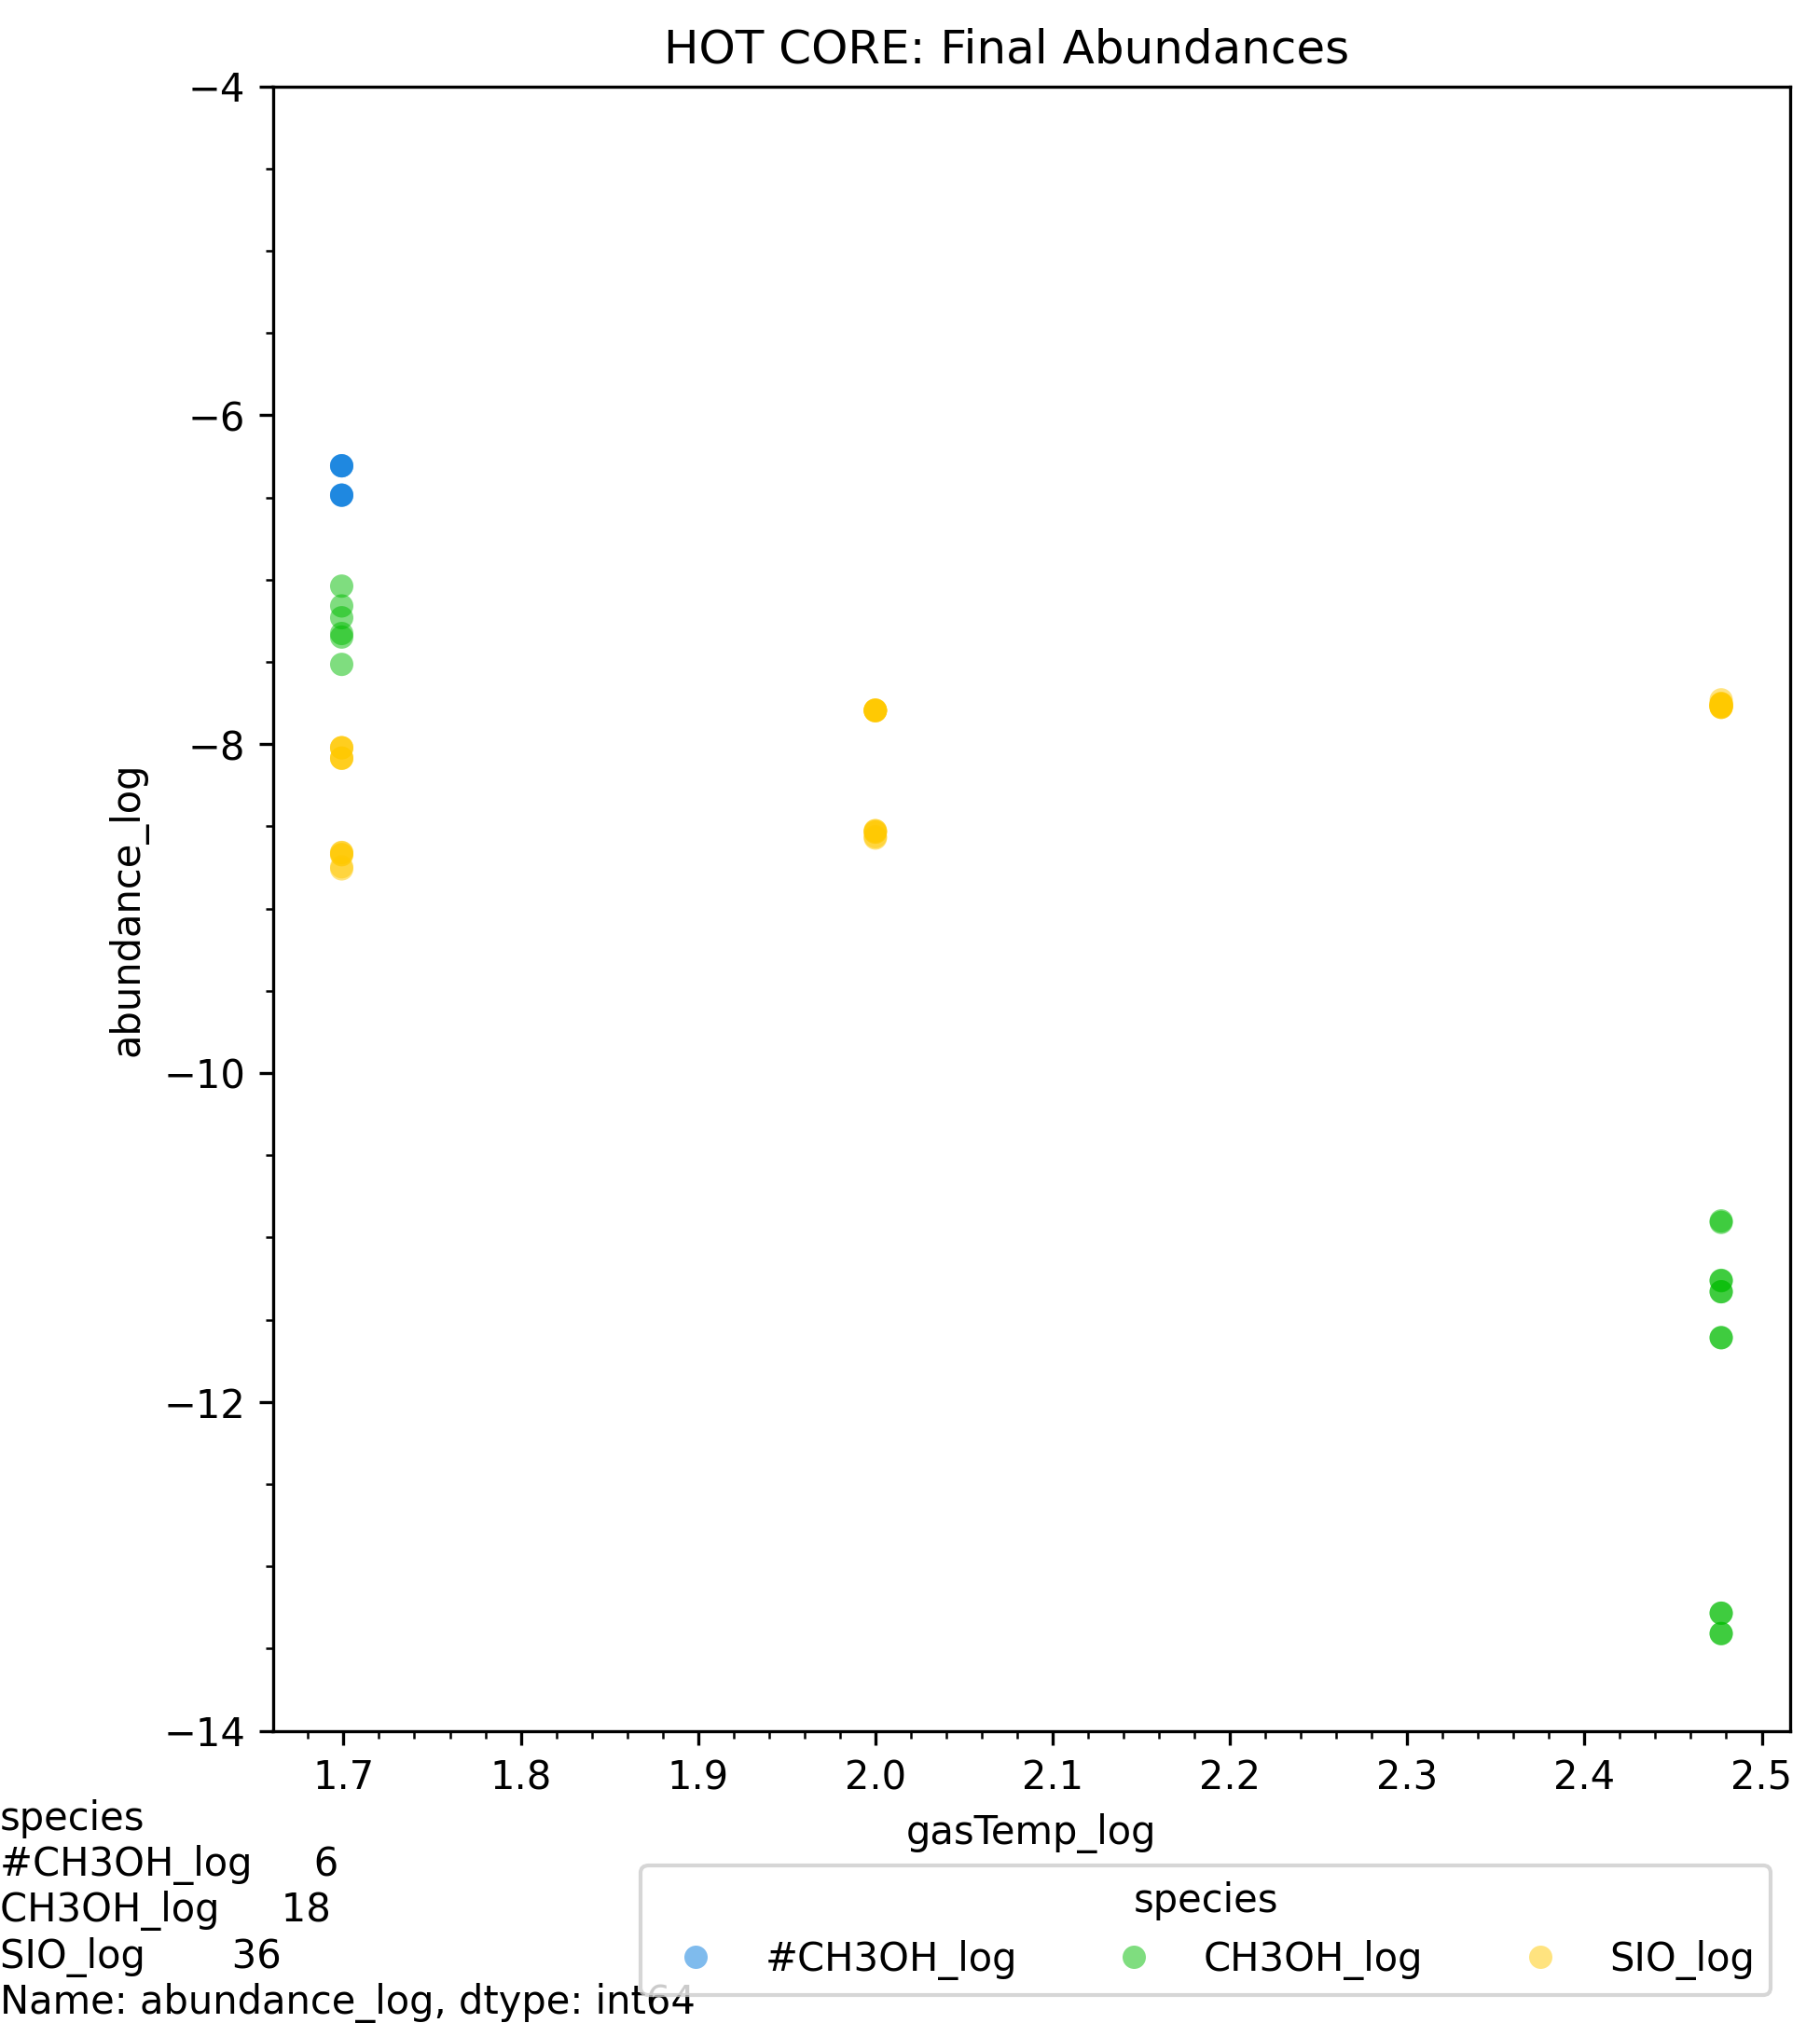 HOT CORE: Final Abundances
−4
−6
−8
−10
−12
−14
abundance_log
1.7 1.8 1.9 2.0 2.1 2.2 2.3 2.4 2.5
gasTemp_log
species
#CH3OH_log 6
CH3OH_log 18
SIO_log 36
Name: abundance_log, dtype: int64
species
#CH3OH_log CH3OH_log SIO_log